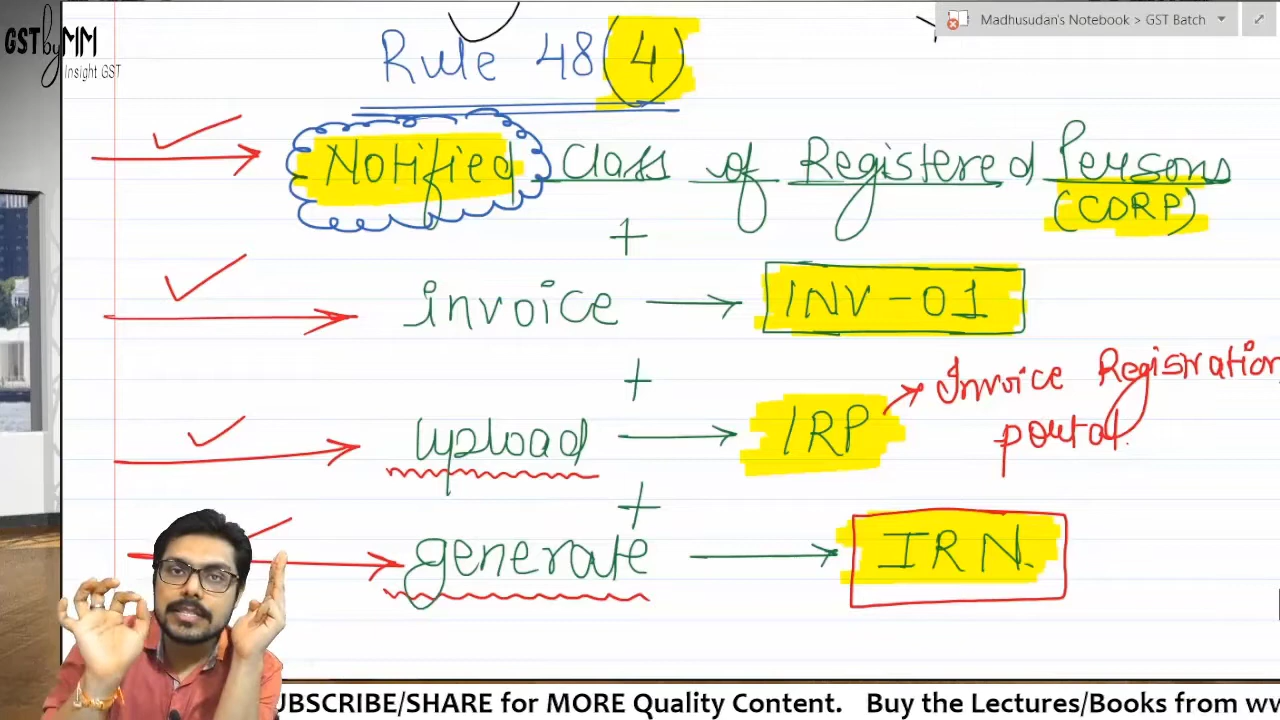 GST by MM
Insight GST
Madhusudan's Notebook > GST Batch
Rule 48(4)
Notified Class of Registered Persons
(CORP)
+
invoice → INV-01
+
upload → IRP → Invoice Regisration
portal.
+
generate → IRN.
UBSCRIBE/SHARE for MORE Quality Content. Buy the Lectures/Books from ww